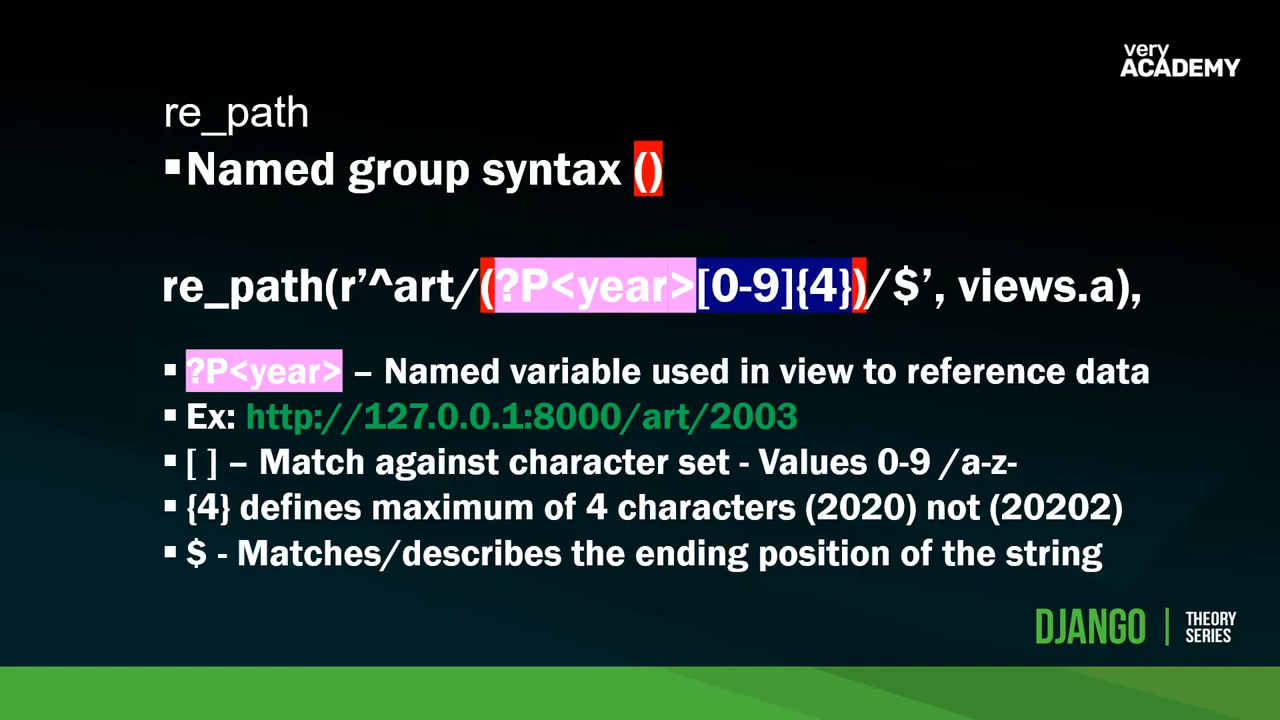 very
ACADEMY
re_path
▪Named group syntax ()
re_path(r’^art/(?P<year>[0-9]{4})/$’, views.a),
▪ ?P<year> – Named variable used in view to reference data
▪ Ex: http://127.0.0.1:8000/art/2003
▪ [ ] – Match against character set - Values 0-9 /a-z-
▪ {4} defines maximum of 4 characters (2020) not (20202)
▪ $ - Matches/describes the ending position of the string
DJANGO | THEORY
SERIES